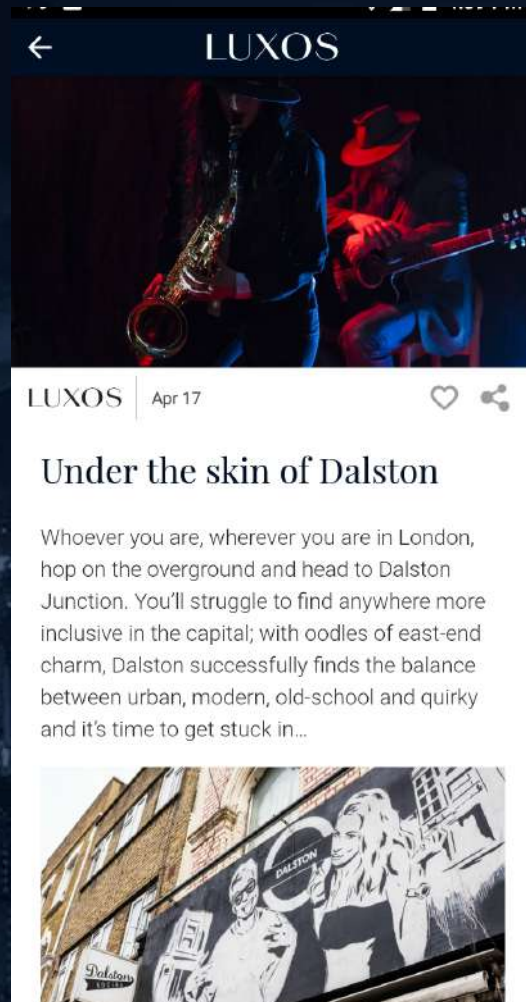 LUXOS
LUXOS
Apr 17
Under the skin of Dalston
Whoever you are, wherever you are in London,
hop on the overground and head to Dalston
Junction. You'll struggle to find anywhere more
inclusive in the capital; with oodles of east-end
charm, Dalston successfully finds the balance
between urban, modern, old-school and quirky
and it's time to get stuck in...
DALSTON
Dalston